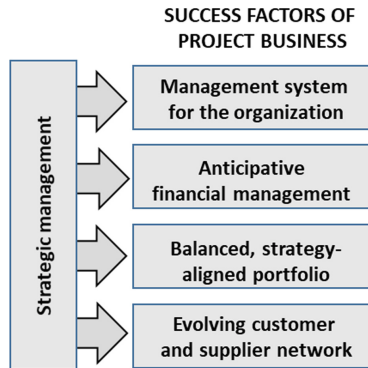 SUCCESS FACTORS OF
PROJECT BUSINESS
Strategic management
Management system
for the organization
Anticipative
financial management
Balanced, strategy-
aligned portfolio
Evolving customer
and supplier network